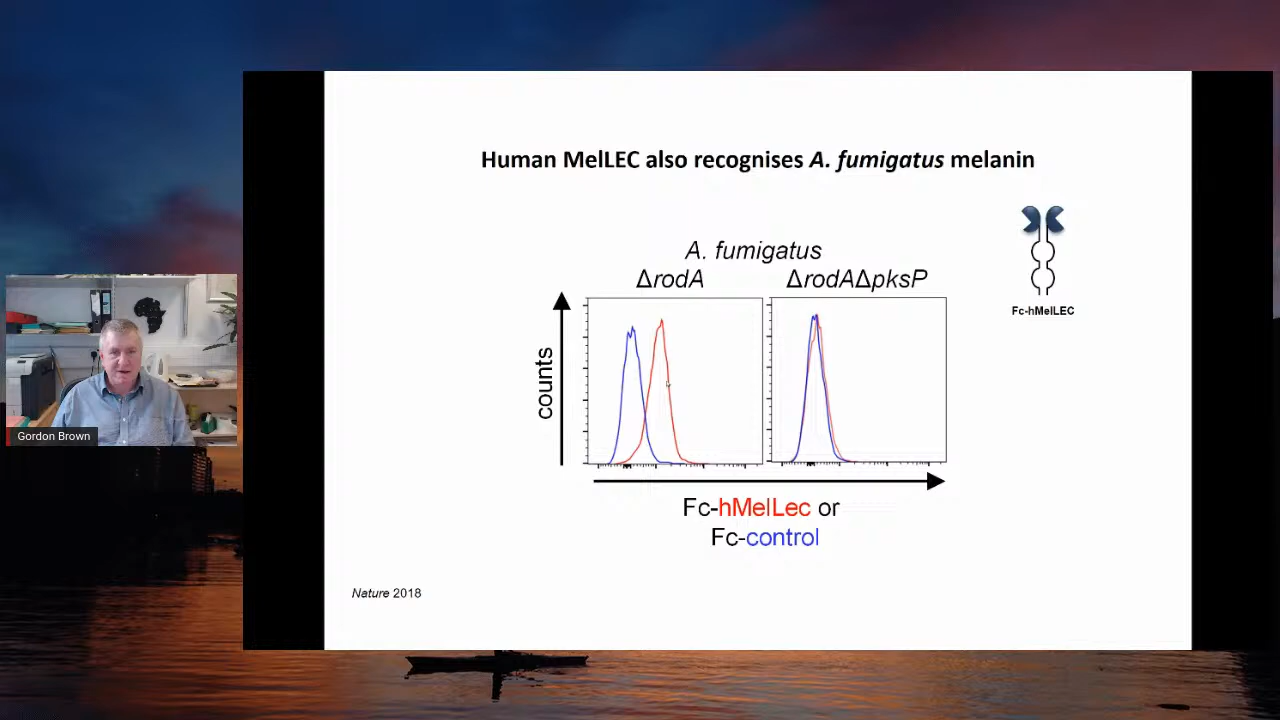 Human MelLEC also recognises A. fumigatus melanin
A. fumigatus
ΔrodA
ΔrodAΔpksP
Fc-hMelLEC
counts
Fc-hMelLec or
Fc-control
Nature 2018
Gordon Brown